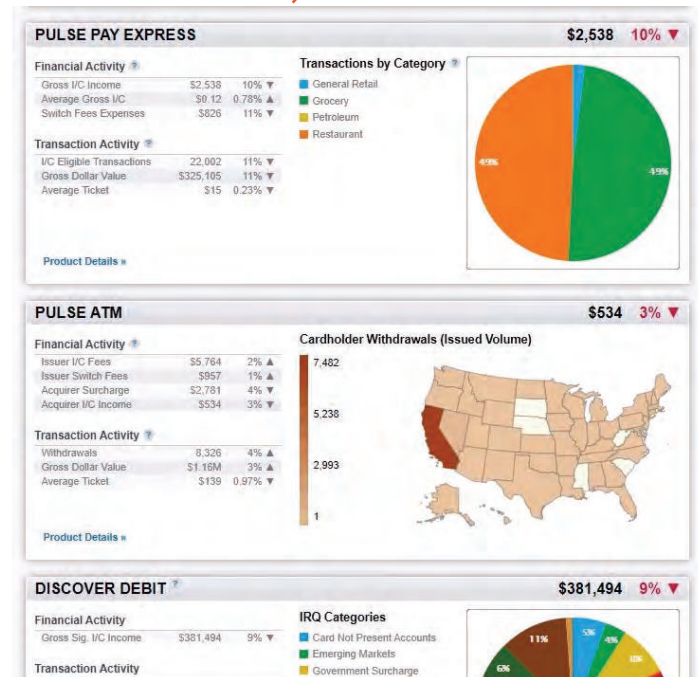 PULSE PAY EXPRESS $2,538 10% ▼
Financial Activity ?
Gross I/C Income $2,538 10% ▼
Average Gross I/C $0.12 0.78% ▲
Switch Fees Expenses $826 11% ▼
Transaction Activity ?
I/C Eligible Transactions 22,002 11% ▼
Gross Dollar Value $325,105 11% ▼
Average Ticket $15 0.23% ▼
Product Details »
Transactions by Category ?
General Retail
Grocery
Petroleum
Restaurant
49% 49%
PULSE ATM $534 3% ▼
Financial Activity ?
Issuer I/C Fees $5,764 2% ▲
Issuer Switch Fees $957 1% ▲
Acquirer Surcharge $2,781 4% ▼
Acquirer I/C Income $534 3% ▼
Transaction Activity ?
Withdrawals 8,326 4% ▲
Gross Dollar Value $1.16M 3% ▲
Average Ticket $139 0.97% ▼
Product Details »
Cardholder Withdrawals (Issued Volume)
7,482
5,238
2,993
1
DISCOVER DEBIT ? $381,494 9% ▼
Financial Activity
Gross Sig. I/C Income $381,494 9% ▼
Transaction Activity
IRQ Categories
Card Not Present Accounts
Emerging Markets
Government Surcharge
11% 5% 4%
6%